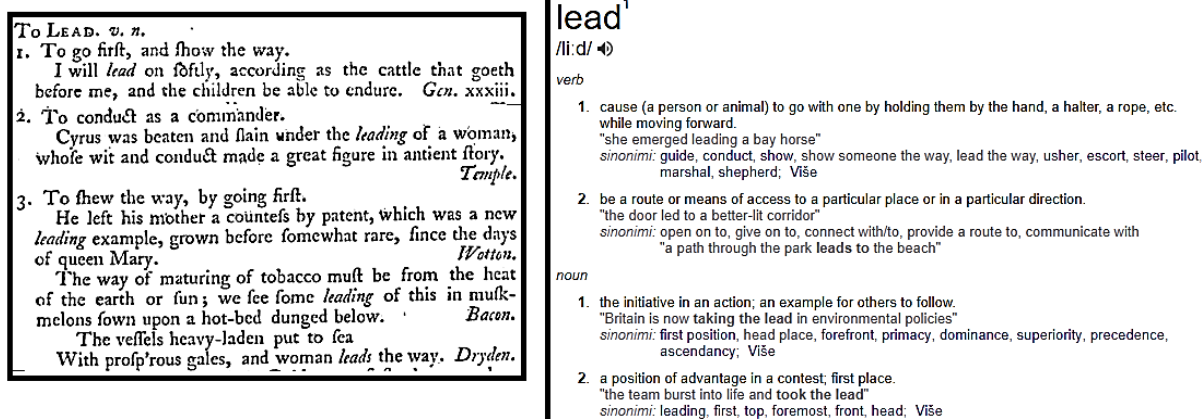 To LEAD. v. n.
1. To go firſt, and ſhow the way.
I will lead on ſoftly, according as the cattle that goeth
before me, and the children be able to endure. Gen. xxxiii.
2. To conduct as a commander.
Cyrus was beaten and ſlain under the leading of a woman,
whoſe wit and conduct made a great figure in antient ſtory.
Temple.
3. To ſhew the way, by going firſt.
He left his mother a counteſs by patent, which was a new
leading example, grown before ſomewhat rare, ſince the days
of queen Mary. Wotton.
The way of maturing of tobacco muſt be from the heat
of the earth or ſun; we ſee ſome leading of this in muſk-
melons ſown upon a hot-bed dunged below. Bacon.
The veſſels heavy-laden put to ſea
With proſp'rous gales, and woman leads the way. Dryden.
lead1
/liːd/
verb
1. cause (a person or animal) to go with one by holding them by the hand, a halter, a rope, etc.
while moving forward.
"she emerged leading a bay horse"
sinonimi: guide, conduct, show, show someone the way, lead the way, usher, escort, steer, pilot,
marshal, shepherd; Više
2. be a route or means of access to a particular place or in a particular direction.
"the door led to a better-lit corridor"
sinonimi: open on to, give on to, connect with/to, provide a route to, communicate with
"a path through the park leads to the beach"
noun
1. the initiative in an action; an example for others to follow.
"Britain is now taking the lead in environmental policies"
sinonimi: first position, head place, forefront, primacy, dominance, superiority, precedence,
ascendancy; Više
2. a position of advantage in a contest; first place.
"the team burst into life and took the lead"
sinonimi: leading, first, top, foremost, front, head; Više